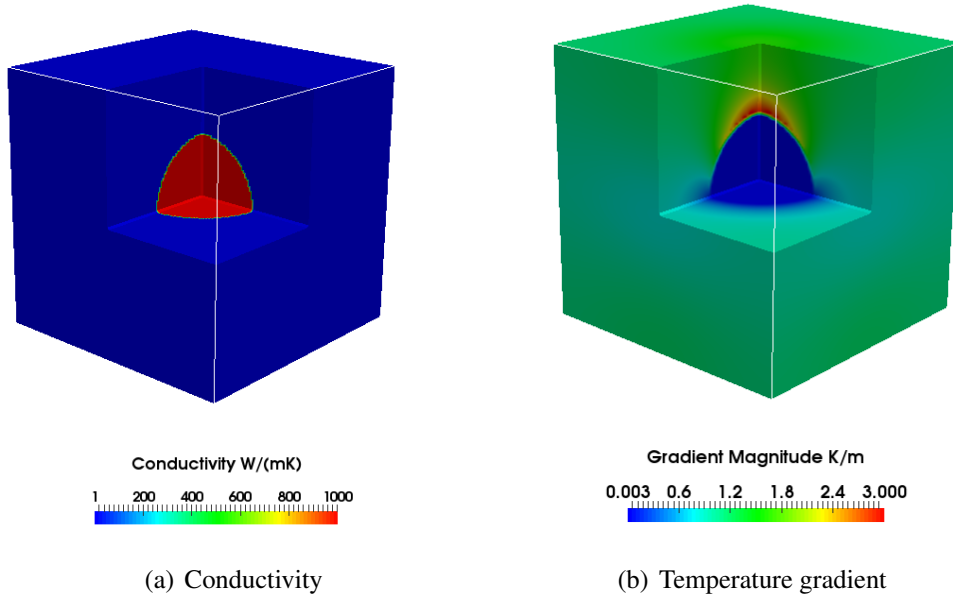 Conductivity W/(mK)
1 200 400 600 800 1000
(a) Conductivity
Gradient Magnitude K/m
0.003 0.6 1.2 1.8 2.4 3.000
(b) Temperature gradient